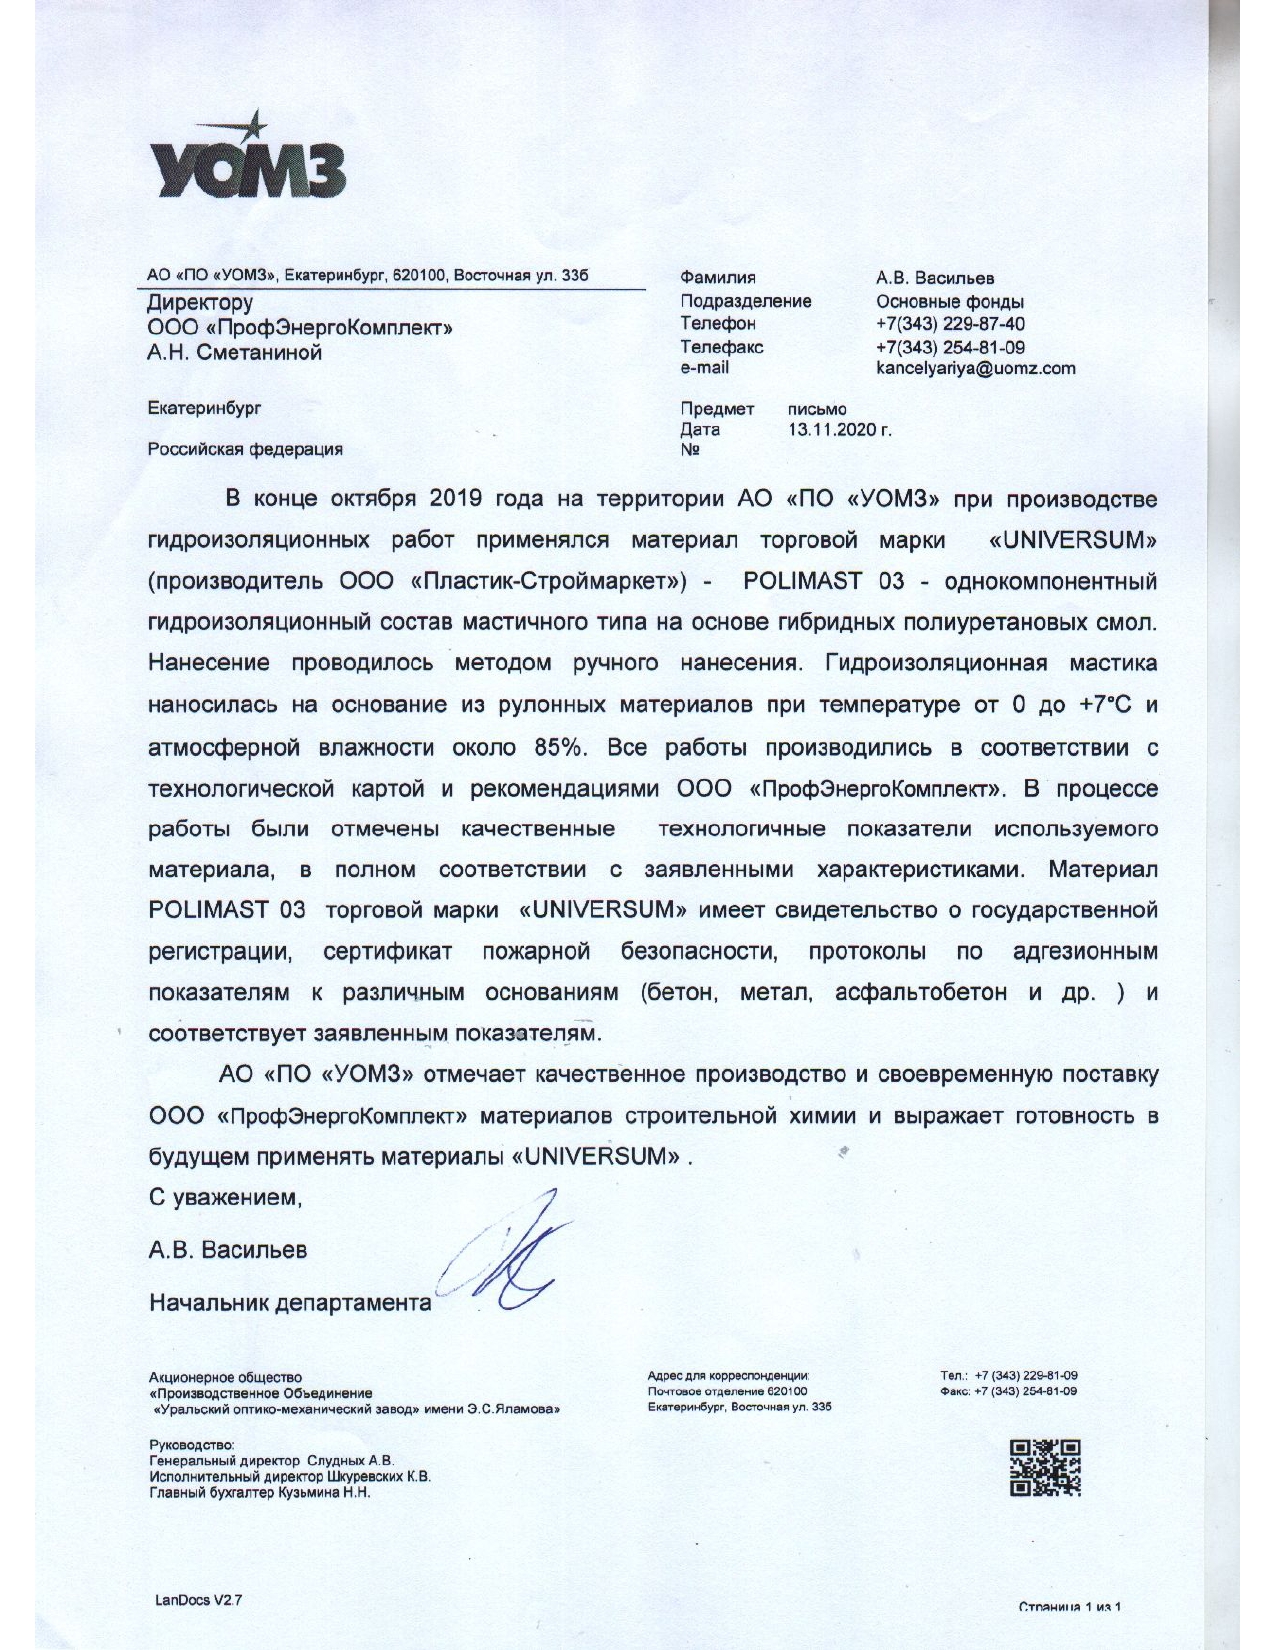 УОМЗ
АО «ПО «УОМЗ», Екатеринбург, 620100, Восточная ул. 33б
Директору
ООО «ПрофЭнергоКомплект»
А.Н. Сметаниной
Екатеринбург
Российская федерация
Фамилия А.В. Васильев
Подразделение Основные фонды
Телефон +7(343) 229-87-40
Телефакс +7(343) 254-81-09
e-mail kancelyariya@uomz.com
Предмет письмо
Дата 13.11.2020 г.
№
В конце октября 2019 года на территории АО «ПО «УОМЗ» при производстве
гидроизоляционных работ применялся материал торговой марки «UNIVERSUM»
(производитель ООО «Пластик-Строймаркет») - POLIMAST 03 - однокомпонентный
гидроизоляционный состав мастичного типа на основе гибридных полиуретановых смол.
Нанесение проводилось методом ручного нанесения. Гидроизоляционная мастика
наносилась на основание из рулонных материалов при температуре от 0 до +7°С и
атмосферной влажности около 85%. Все работы производились в соответствии с
технологической картой и рекомендациями ООО «ПрофЭнергоКомплект». В процессе
работы были отмечены качественные технологичные показатели используемого
материала, в полном соответствии с заявленными характеристиками. Материал
POLIMAST 03 торговой марки «UNIVERSUM» имеет свидетельство о государственной
регистрации, сертификат пожарной безопасности, протоколы по адгезионным
показателям к различным основаниям (бетон, метал, асфальтобетон и др. ) и
соответствует заявленным показателям.
АО «ПО «УОМЗ» отмечает качественное производство и своевременную поставку
ООО «ПрофЭнергоКомплект» материалов строительной химии и выражает готовность в
будущем применять материалы «UNIVERSUM» .
С уважением,
А.В. Васильев
Начальник департамента
Акционерное общество
«Производственное Объединение
«Уральский оптико-механический завод» имени Э.С.Яламова»
Адрес для корреспонденции:
Почтовое отделение 620100
Екатеринбург, Восточная ул. 33б
Тел.: +7 (343) 229-81-09
Факс: +7 (343) 254-81-09
Руководство:
Генеральный директор Слудных А.В.
Исполнительный директор Шкуревских К.В.
Главный бухгалтер Кузьмина Н.Н.
LanDocs V2.7
Страница 1 из 1